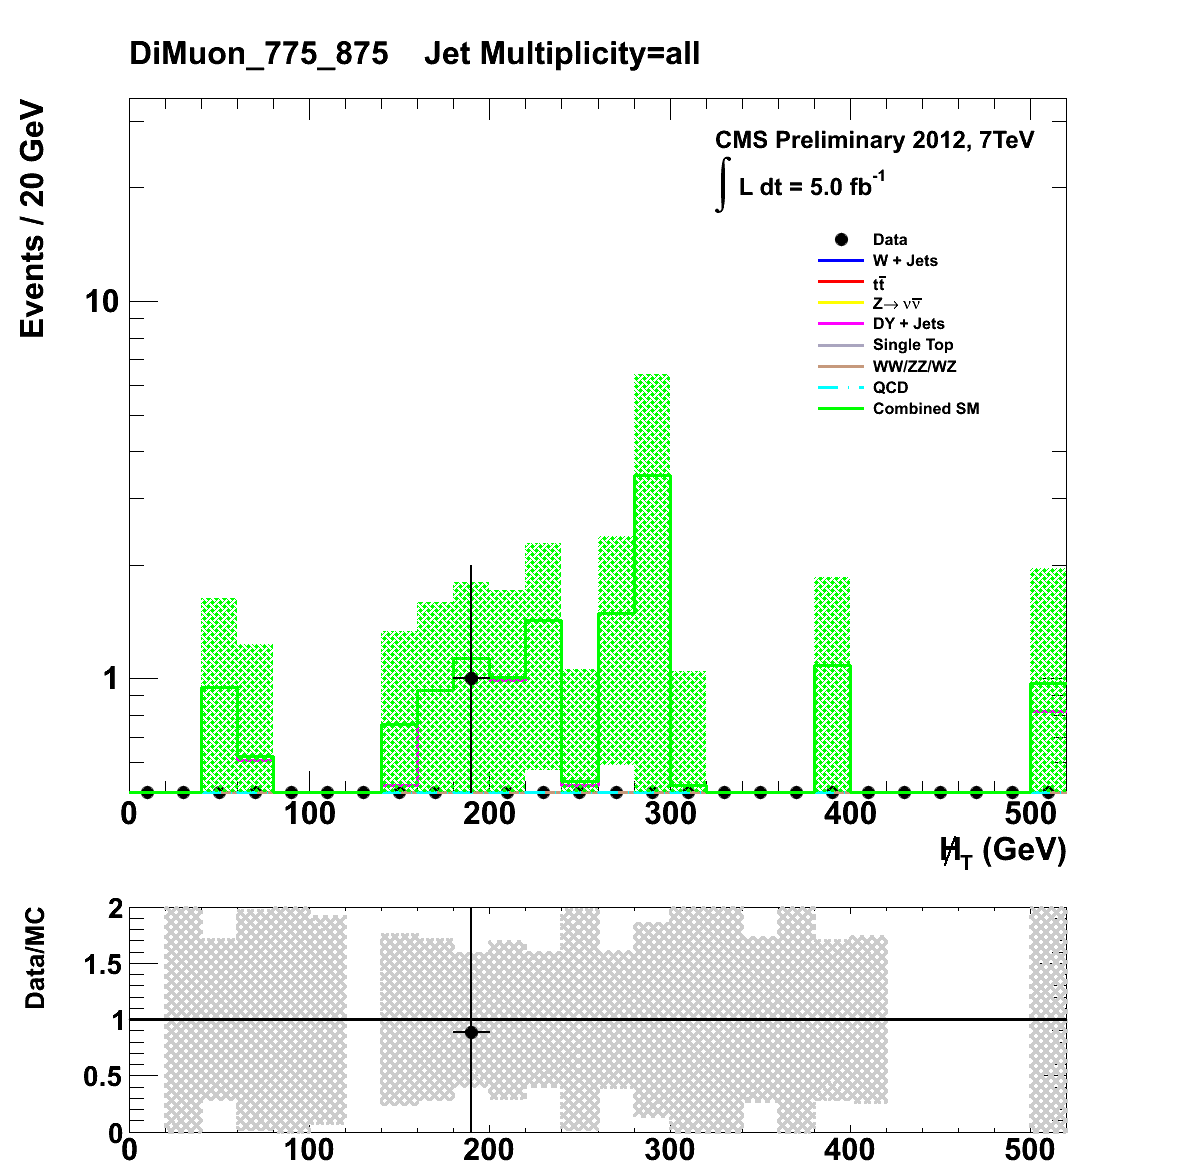 DiMuon_775_875 Jet Multiplicity=all
Events / 20 GeV
CMS Preliminary 2012, 7TeV
∫ L dt = 5.0 fb⁻¹
Data
W + Jets
tt̅
Z→ νν̅
DY + Jets
Single Top
WW/ZZ/WZ
QCD
Combined SM
10
1
0 100 200 300 400 500
H̸_T (GeV)
Data/MC
2
1.5
1
0.5
0
0 100 200 300 400 500